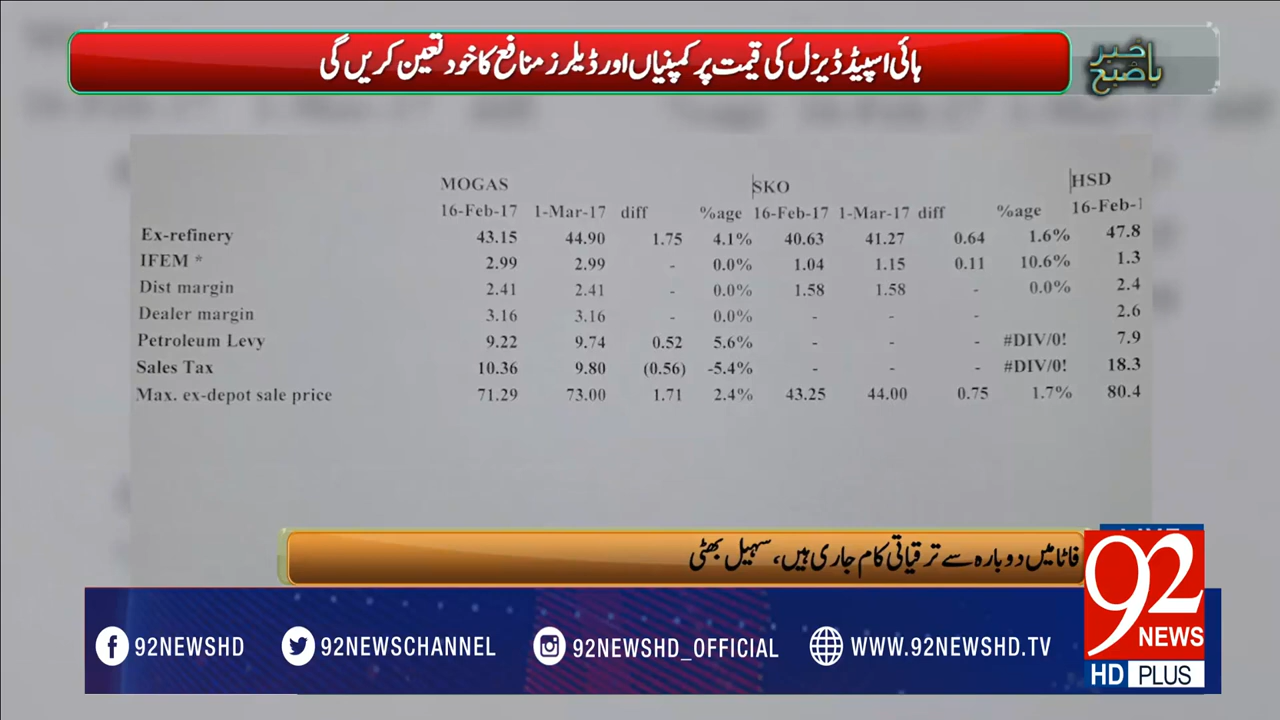 ہائی اسپیڈ ڈیزل کی قیمت پر کمپنیاں اور ڈیلرز منافع کا خود تعین کریں گی
باخبر صبح
MOGAS SKO HSD
16-Feb-17 1-Mar-17 diff %age 16-Feb-17 1-Mar-17 diff %age 16-Feb-1
Ex-refinery 43.15 44.90 1.75 4.1% 40.63 41.27 0.64 1.6% 47.8
IFEM * 2.99 2.99 - 0.0% 1.04 1.15 0.11 10.6% 1.3
Dist margin 2.41 2.41 - 0.0% 1.58 1.58 - 0.0% 2.4
Dealer margin 3.16 3.16 - 0.0% - - - 2.6
Petroleum Levy 9.22 9.74 0.52 5.6% - - - #DIV/0! 7.9
Sales Tax 10.36 9.80 (0.56) -5.4% - - - #DIV/0! 18.3
Max. ex-depot sale price 71.29 73.00 1.71 2.4% 43.25 44.00 0.75 1.7% 80.4
فاٹا میں دوبارہ سے ترقیاتی کام جاری ہیں، سہیل بھٹی
92 NEWS
HD PLUS
92NEWSHD 92NEWSCHANNEL 92NEWSHD_OFFICIAL WWW.92NEWSHD.TV